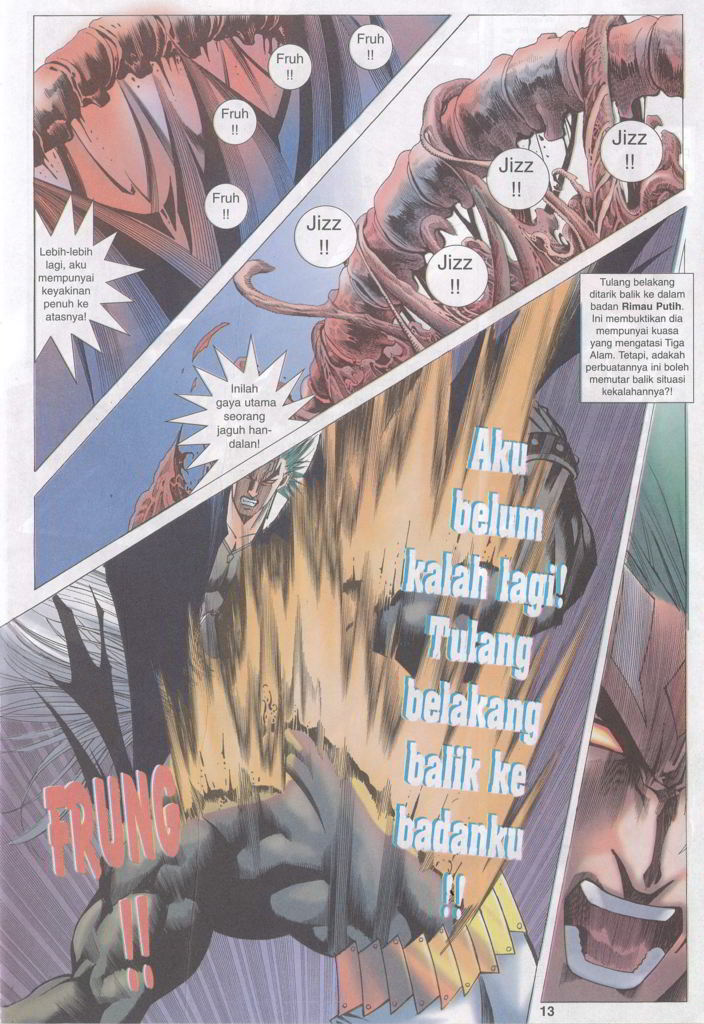 Fruh
!!
Fruh
!!
Fruh
!!
Fruh
!!
Lebih-lebih
lagi, aku
mempunyai
keyakinan
penuh ke
atasnya!
Jizz
!!
Jizz
!!
Jizz
!!
Jizz
!!
Inilah
gaya utama
seorang
jaguh han-
dalan!
Tulang belakang
ditarik balik ke dalam
badan Rimau Putih.
Ini membuktikan dia
mempunyai kuasa
yang mengatasi Tiga
Alam. Tetapi, adakah
perbuatannya ini boleh
memutar balik situasi
kekalahannya?!
Aku
belum
kalah lagi!
Tulang
belakang
balik ke
badanku
!!
FRUNG
!!
13